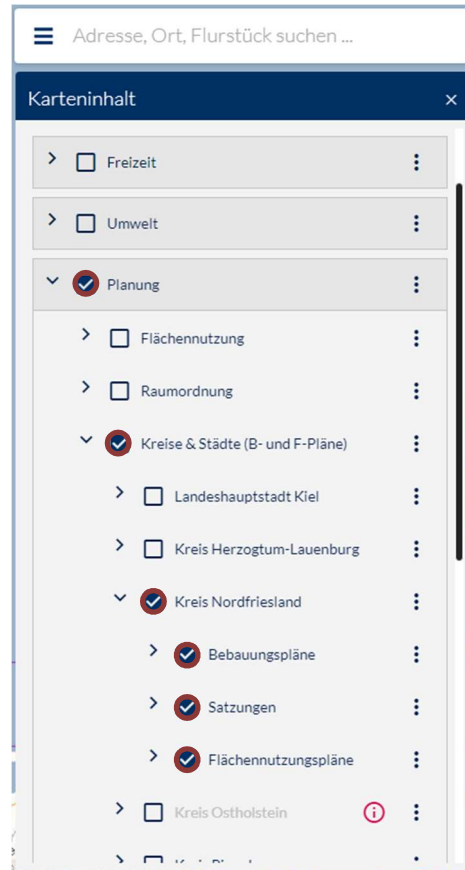 Adresse, Ort, Flurstück suchen ...
Karteninhalt
Freizeit
Umwelt
Planung
Flächennutzung
Raumordnung
Kreise & Städte (B- und F-Pläne)
Landeshauptstadt Kiel
Kreis Herzogtum-Lauenburg
Kreis Nordfriesland
Bebauungspläne
Satzungen
Flächennutzungspläne
Kreis Ostholstein